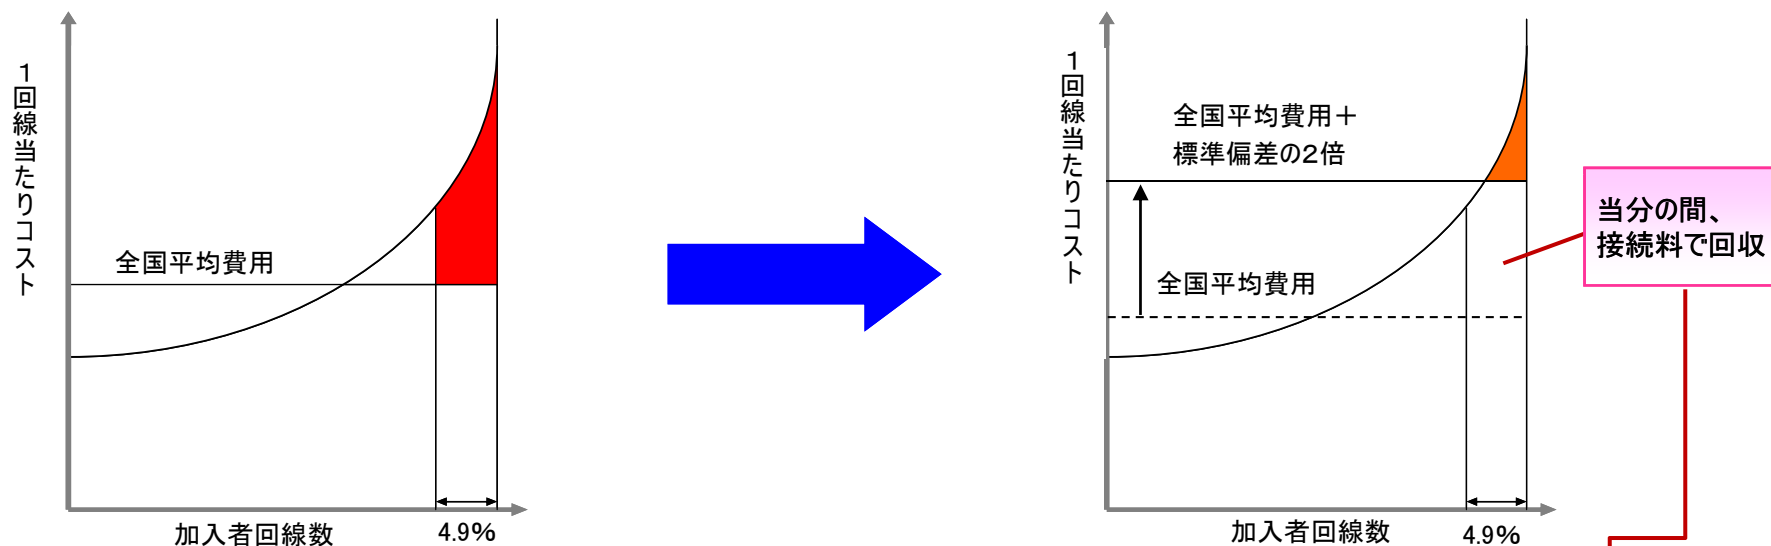 1回線当たりコスト
全国平均費用
加入者回線数
4.9%
1回線当たりコスト
全国平均費用＋
標準偏差の2倍
全国平均費用
加入者回線数
4.9%
当分の間、
接続料で回収